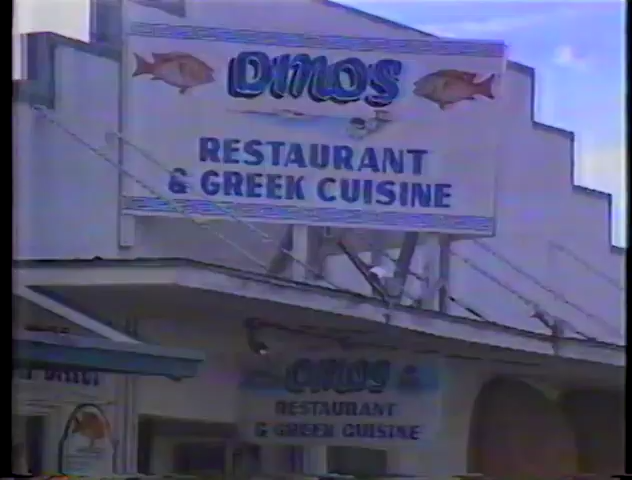 DINOS
RESTAURANT
& GREEK CUISINE
DINOS
RESTAURANT
& GREEK CUISINE